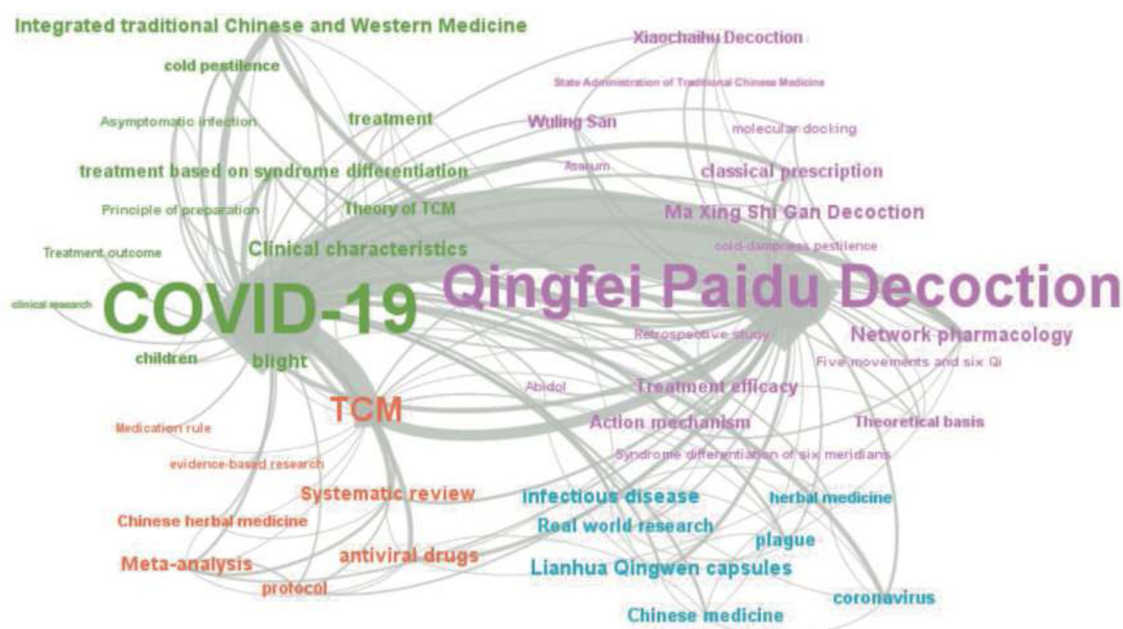 Integrated traditional Chinese and Western Medicine
cold pestilence
Asymptomatic infection
treatment
treatment based on syndrome differentiation
Principle of preparation
Theory of TCM
Treatment outcome
Clinical characteristics
clinical research
COVID-19
children
blight
Xiaochaihu Decoction
State Administration of Traditional Chinese Medicine
Wuling San
molecular docking
Asarum
classical prescription
Ma Xing Shi Gan Decoction
cold-dampness pestilence
Qingfei Paidu Decoction
Retrospective study
Network pharmacology
Five movements and six Qi
Abidol
Treatment efficacy
Action mechanism
Theoretical basis
Syndrome differentiation of six meridians
TCM
Medication rule
evidence-based research
Systematic review
Chinese herbal medicine
Meta-analysis
antiviral drugs
protocol
infectious disease
herbal medicine
Real world research
plague
Lianhua Qingwen capsules
coronavirus
Chinese medicine